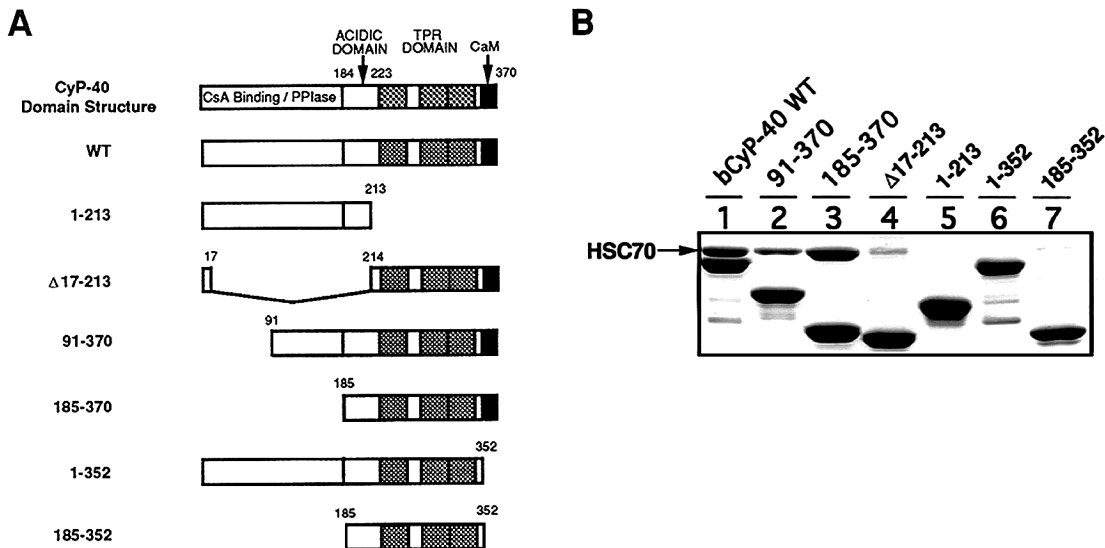 A
ACIDIC DOMAIN
TPR DOMAIN
CaM
184
223
370
CyP-40 Domain Structure
CsA Binding / PPIase
WT
213
1-213
17
214
Δ17-213
91
91-370
185
185-370
352
1-352
185
352
185-352
B
bCyP-40 WT
91-370
185-370
Δ17-213
1-213
1-352
185-352
1 2 3 4 5 6 7
HSC70